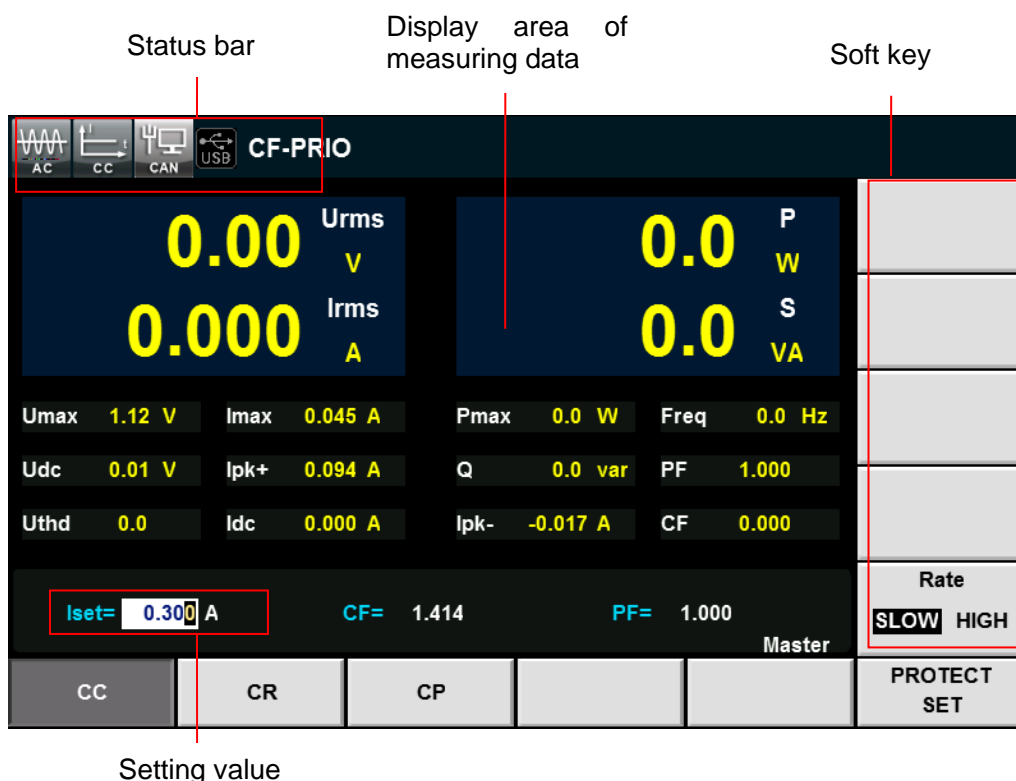 Status bar
Display area of
measuring data
Soft key
AC CC CAN USB CF-PRIO
0.00 Urms V
0.0 P W
0.000 Irms A
0.0 S VA
Umax 1.12 V Imax 0.045 A Pmax 0.0 W Freq 0.0 Hz
Udc 0.01 V Ipk+ 0.094 A Q 0.0 var PF 1.000
Uthd 0.0 Idc 0.000 A Ipk- -0.017 A CF 0.000
Rate
SLOW HIGH
Iset= 0.300 A CF= 1.414 PF= 1.000
Master
CC CR CP PROTECT
SET
Setting value